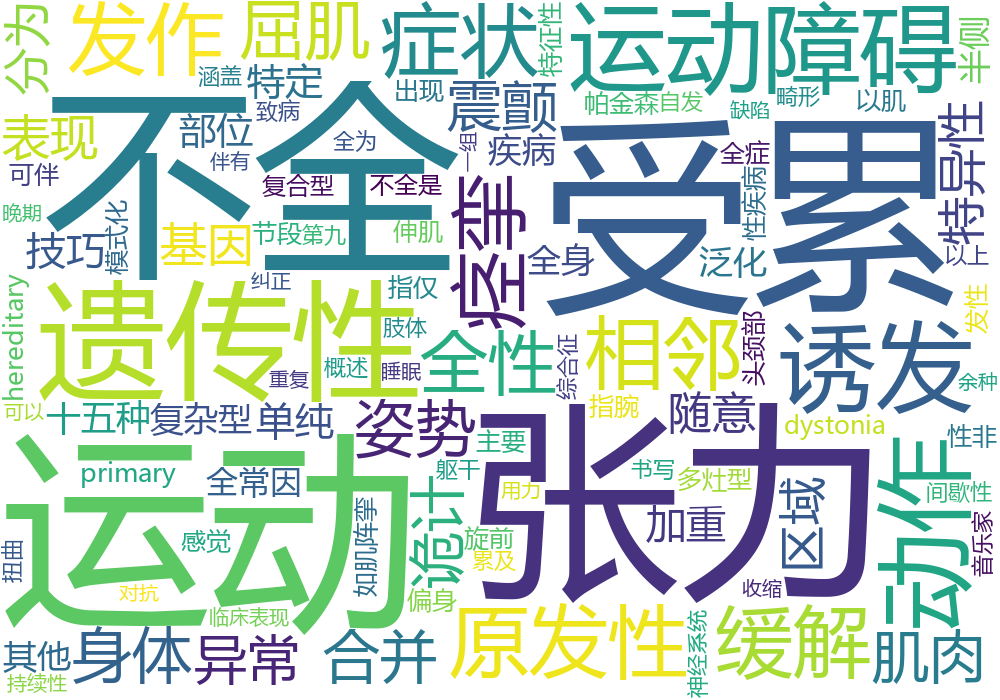 分为
发作
屈肌
症状
特征性
运动障碍
半侧
涵盖
特定
出现
致病
震颤
帕金森
自发
缺陷
畸形
以肌
表现
部位
不全
全为
一组
疾病
受累
全症
性疾病
特异性
可伴
伴有
复合型
不全是
晚期
模式化
技巧
基因
节段
第九
伸肌
痉挛
全身
泛化
以上
纠正
hereditary
遗传性
指仅
肢体
头颈部
发性
概述
全性
综合征
相邻
诱发
重复
睡眠
余种
可以
十五种
复杂型
单纯
姿势
指腕
随意
dystonia
主要
性非
运动
primary
全常
因
躯干
张力
书写
多灶型
动作
用力
间歇性
感觉
如肌阵挛
诡计
旋前
加重
区域
音乐家
扭曲
累及
对抗
偏身
收缩
临床表现
其他
身体
异常
合并
原发性
神经系统
缓解
肌肉
持续性